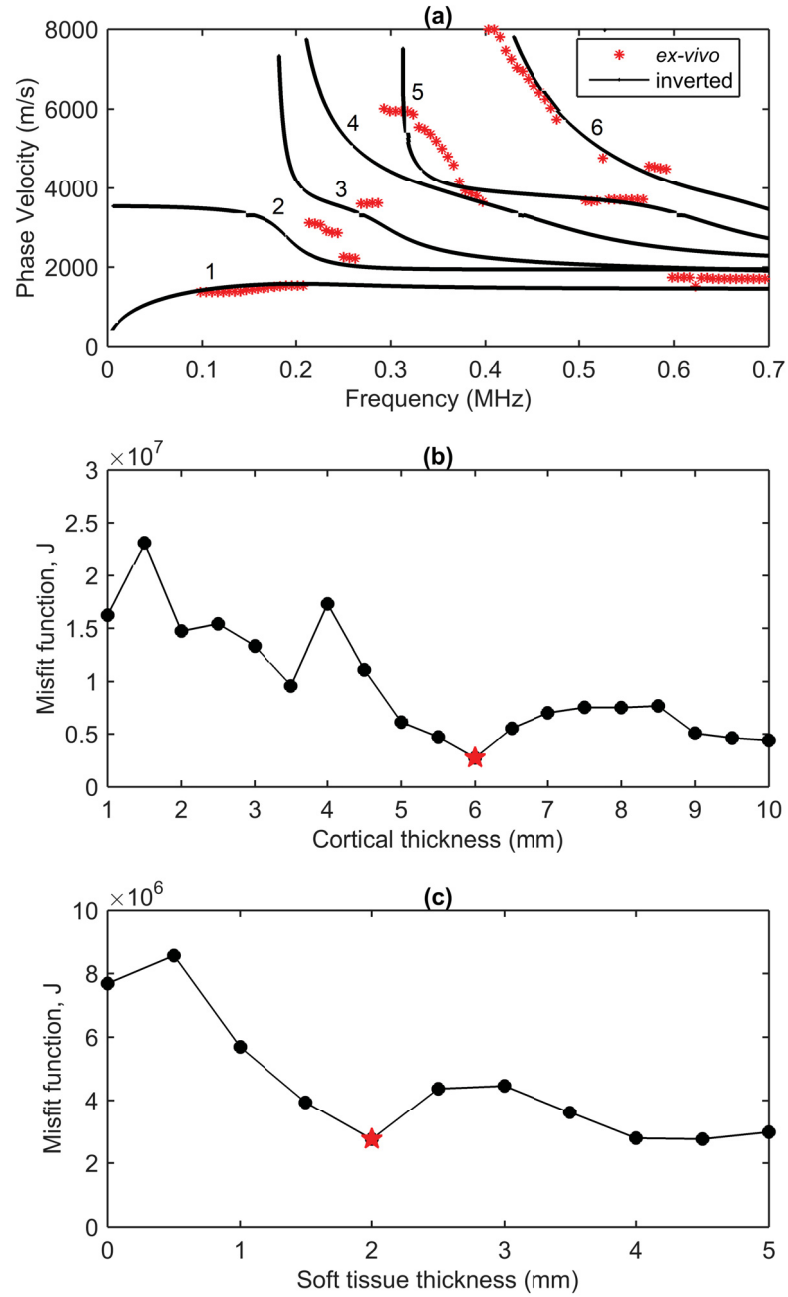 (a)
8000
6000
4000
2000
0
Phase Velocity (m/s)
1
2
3
4
5
6
ex-vivo
inverted
0 0.1 0.2 0.3 0.4 0.5 0.6 0.7
Frequency (MHz)
(b)
×10^7
3
2.5
2
1.5
1
0.5
0
Misfit function, J
1 2 3 4 5 6 7 8 9 10
Cortical thickness (mm)
(c)
×10^6
10
8
6
4
2
0
Misfit function, J
0 1 2 3 4 5
Soft tissue thickness (mm)